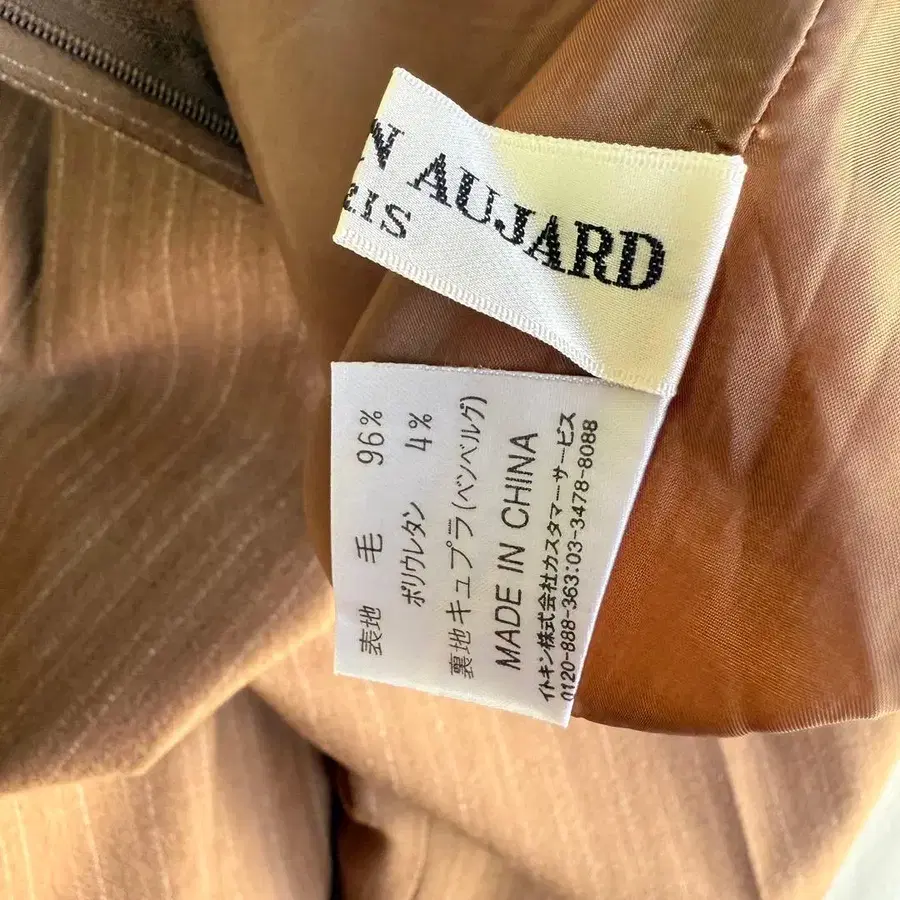 N AUJARD
RIS
表地 毛 96%
ポリウレタン 4%
裏地キュプラ(ベンベルグ)
MADE IN CHINA
イトキン株式会社カスタマーサービス
0120-888-363:03-3478-8088